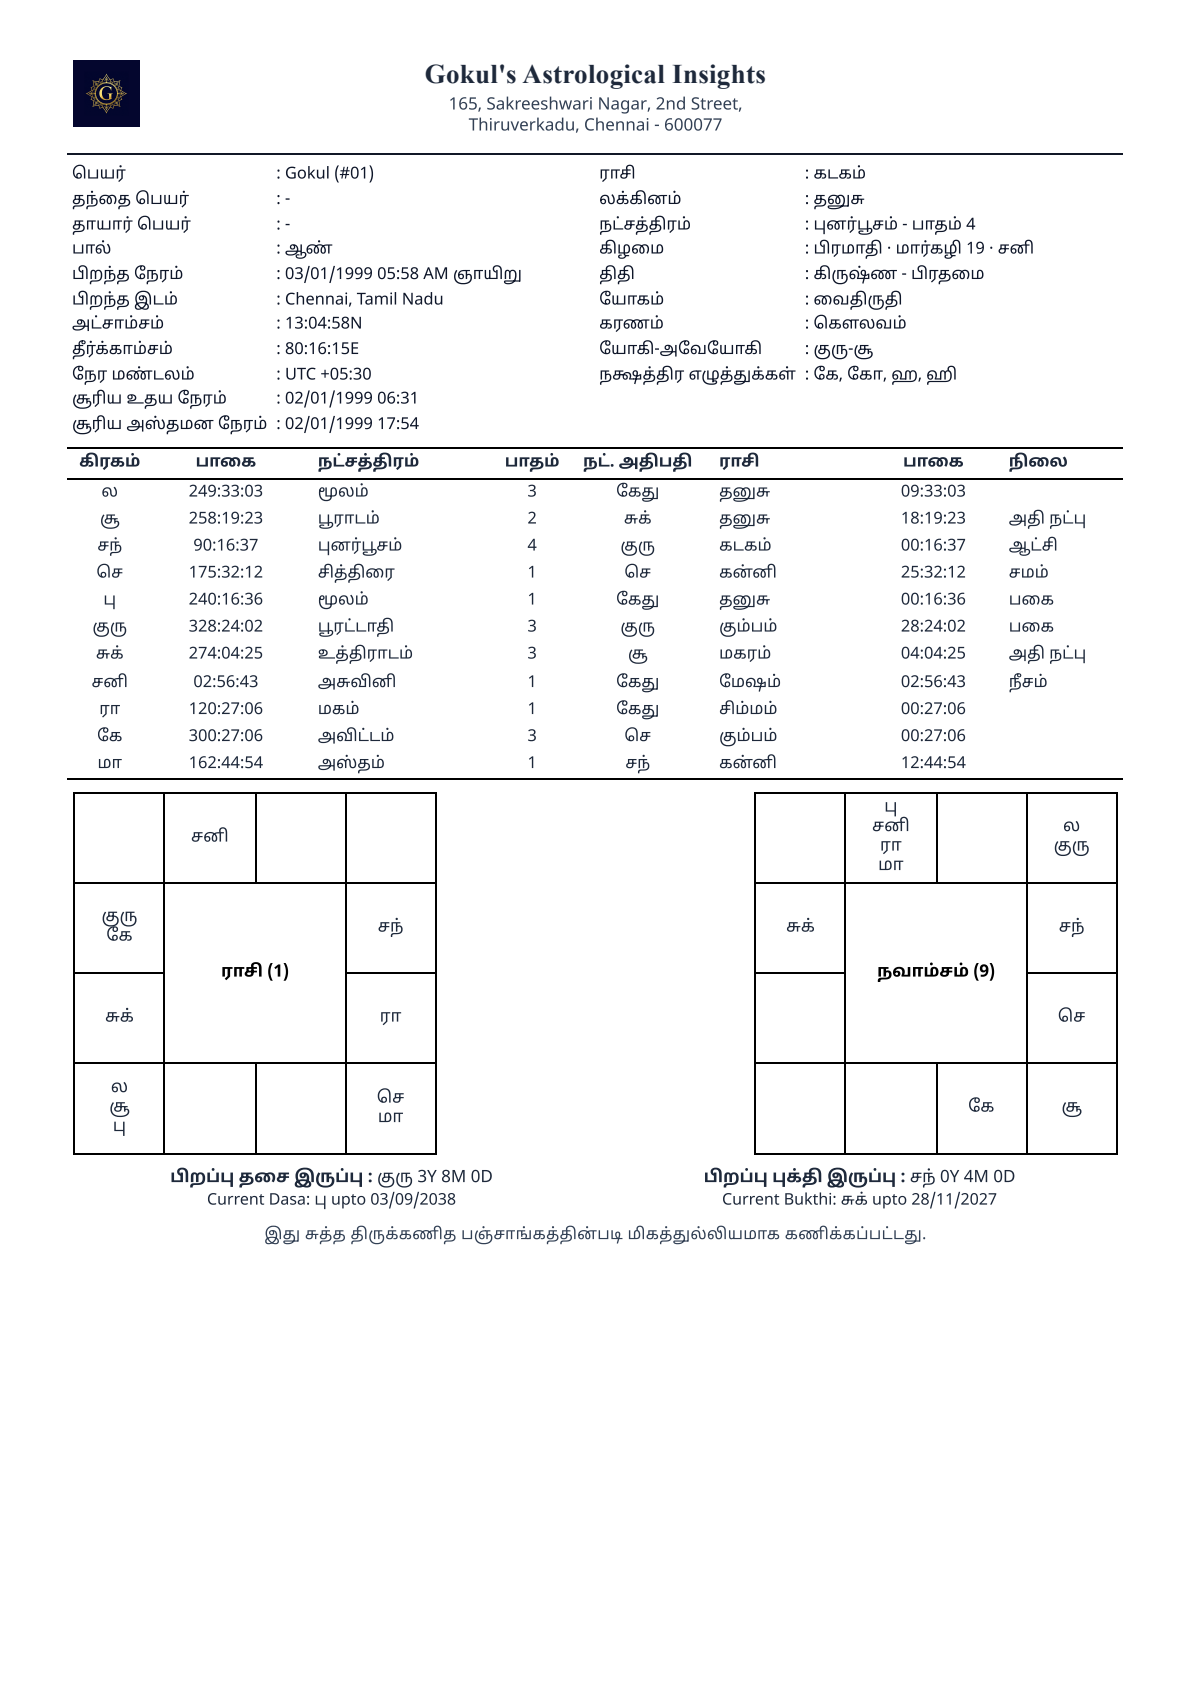 G
Gokul's Astrological Insights
165, Sakreeshwari Nagar, 2nd Street,
Thiruverkadu, Chennai - 600077
பெயர் : Gokul (#01) ராசி : கடகம்
தந்தை பெயர் : - லக்கினம் : தனுசு
தாயார் பெயர் : - நட்சத்திரம் : புனர்பூசம் - பாதம் 4
பால் : ஆண் கிழமை : பிரமாதி · மார்கழி 19 · சனி
பிறந்த நேரம் : 03/01/1999 05:58 AM ஞாயிறு திதி : கிருஷ்ண - பிரதமை
பிறந்த இடம் : Chennai, Tamil Nadu யோகம் : வைதிருதி
அட்சாம்சம் : 13:04:58N கரணம் : கௌலவம்
தீர்க்காம்சம் : 80:16:15E யோகி-அவேயோகி : குரு-சூ
நேர மண்டலம் : UTC +05:30 நக்ஷத்திர எழுத்துக்கள் : கே, கோ, ஹ, ஹி
சூரிய உதய நேரம் : 02/01/1999 06:31
சூரிய அஸ்தமன நேரம் : 02/01/1999 17:54
கிரகம் பாகை நட்சத்திரம் பாதம் நட். அதிபதி ராசி பாகை நிலை
ல 249:33:03 மூலம் 3 கேது தனுசு 09:33:03
சூ 258:19:23 பூராடம் 2 சுக் தனுசு 18:19:23 அதி நட்பு
சந் 90:16:37 புனர்பூசம் 4 குரு கடகம் 00:16:37 ஆட்சி
செ 175:32:12 சித்திரை 1 செ கன்னி 25:32:12 சமம்
பு 240:16:36 மூலம் 1 கேது தனுசு 00:16:36 பகை
குரு 328:24:02 பூரட்டாதி 3 குரு கும்பம் 28:24:02 பகை
சுக் 274:04:25 உத்திராடம் 3 சூ மகரம் 04:04:25 அதி நட்பு
சனி 02:56:43 அசுவினி 1 கேது மேஷம் 02:56:43 நீசம்
ரா 120:27:06 மகம் 1 கேது சிம்மம் 00:27:06
கே 300:27:06 அவிட்டம் 3 செ கும்பம் 00:27:06
மா 162:44:54 அஸ்தம் 1 சந் கன்னி 12:44:54
சனி
குரு
கே
சந்
ராசி (1)
சுக்
ரா
ல
சூ
பு
செ
மா
பு
சனி
ரா
மா
ல
குரு
சுக்
சந்
நவாம்சம் (9)
செ
கே
சூ
பிறப்பு தசை இருப்பு : குரு 3Y 8M 0D
Current Dasa: பு upto 03/09/2038
பிறப்பு புக்தி இருப்பு : சந் 0Y 4M 0D
Current Bukthi: சுக் upto 28/11/2027
இது சுத்த திருக்கணித பஞ்சாங்கத்தின்படி மிகத்துல்லியமாக கணிக்கப்பட்டது.